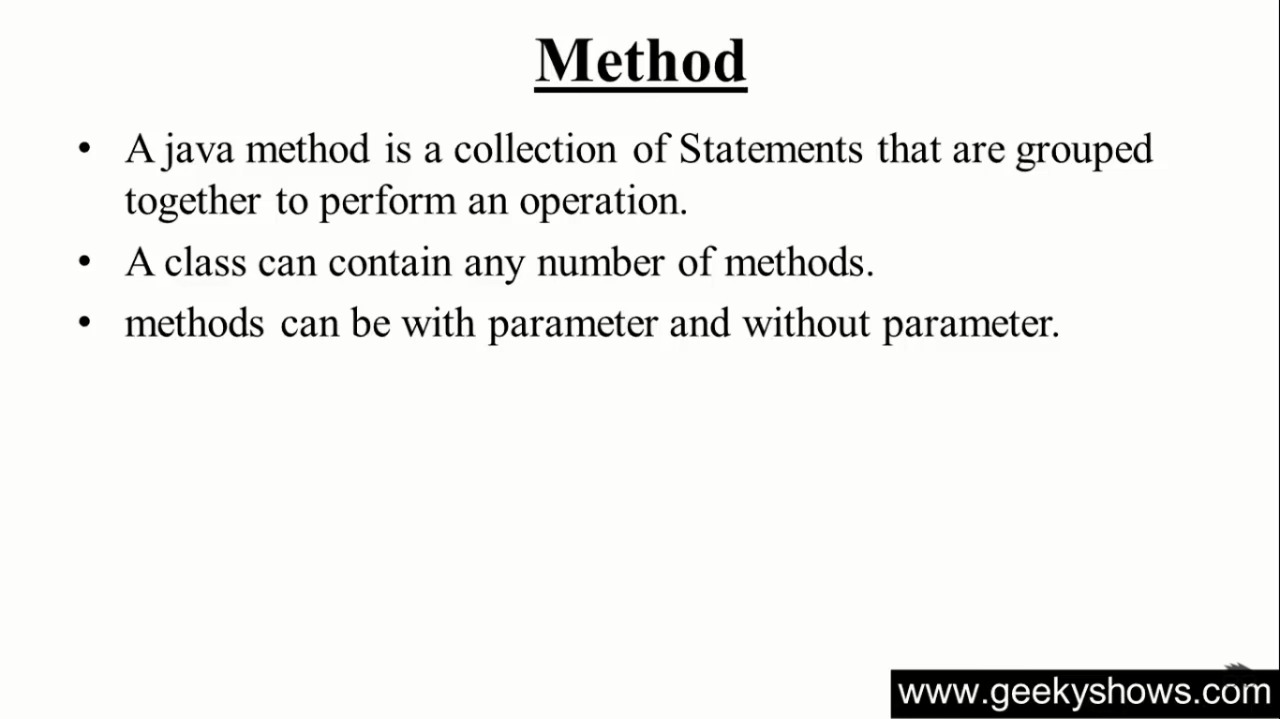 Method
• A java method is a collection of Statements that are grouped
together to perform an operation.
• A class can contain any number of methods.
• methods can be with parameter and without parameter.
www.geekyshows.com